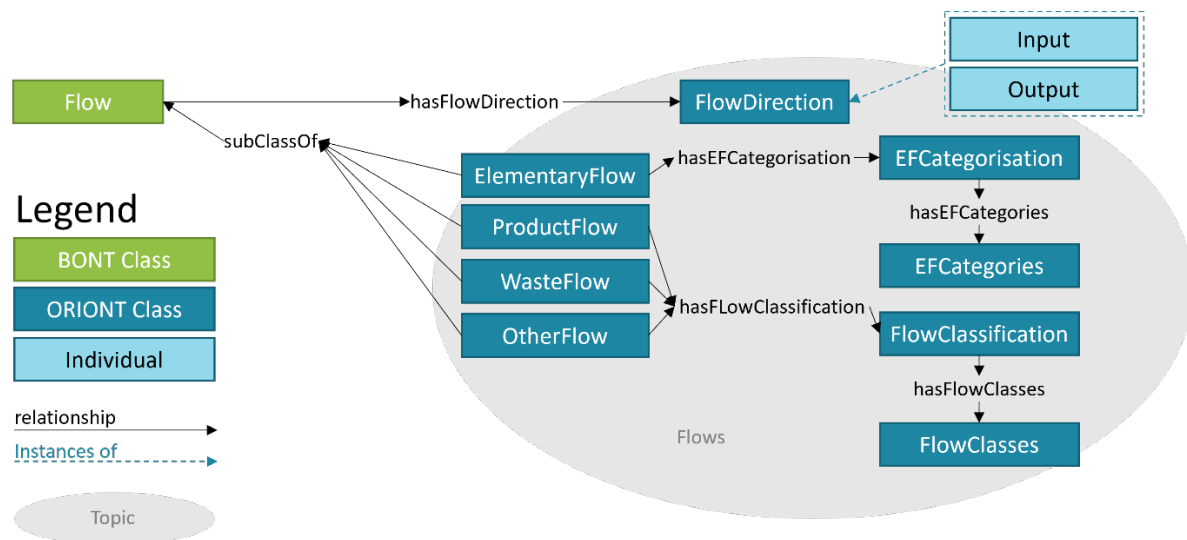 Input
Output
Flow
hasFlowDirection
FlowDirection
subClassOf
ElementaryFlow
hasEFCategorisation
EFCategorisation
hasEFCategories
EFCategories
ProductFlow
WasteFlow
OtherFlow
hasFLowClassification
FlowClassification
hasFlowClasses
FlowClasses
Flows
Legend
BONT Class
ORIONT Class
Individual
relationship
Instances of
Topic